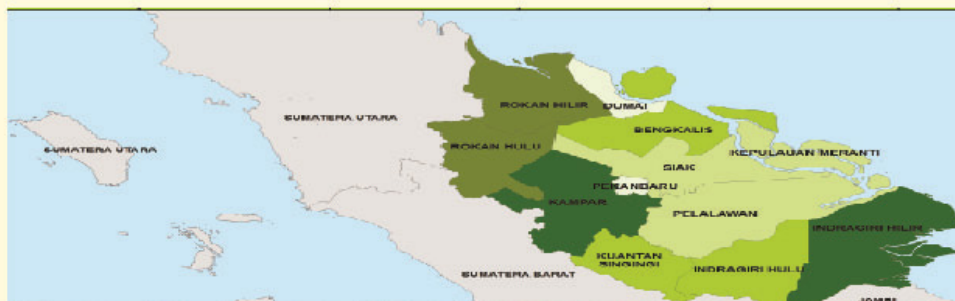 DUMAI
ROKAN HILIR
SUMATERA UTARA
BENGKALIS
SUMATERA UTARA
ROKAN HULU
KEPULAUAN MERANTI
SIAK
PEKANBARU
KAMPAR
PELALAWAN
INDRAGIRI HILIR
KUANTAN
SINGINGI
INDRAGIRI HULU
SUMATERA BARAT
JAMBI